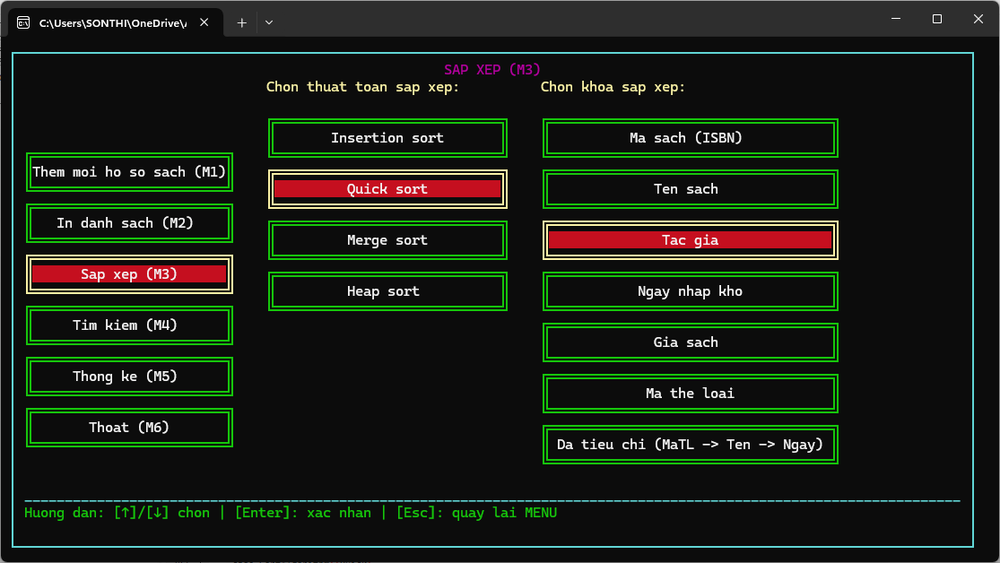 C:\Users\SONTHI\OneDrive\
SAP XEP (M3)
Chon thuat toan sap xep:
Chon khoa sap xep:
Them moi ho so sach (M1)
In danh sach (M2)
Sap xep (M3)
Tim kiem (M4)
Thong ke (M5)
Thoat (M6)
Insertion sort
Quick sort
Merge sort
Heap sort
Ma sach (ISBN)
Ten sach
Tac gia
Ngay nhap kho
Gia sach
Ma the loai
Da tieu chi (MaTL -> Ten -> Ngay)
Huong dan: [↑]/[↓] chon | [Enter]: xac nhan | [Esc]: quay lai MENU